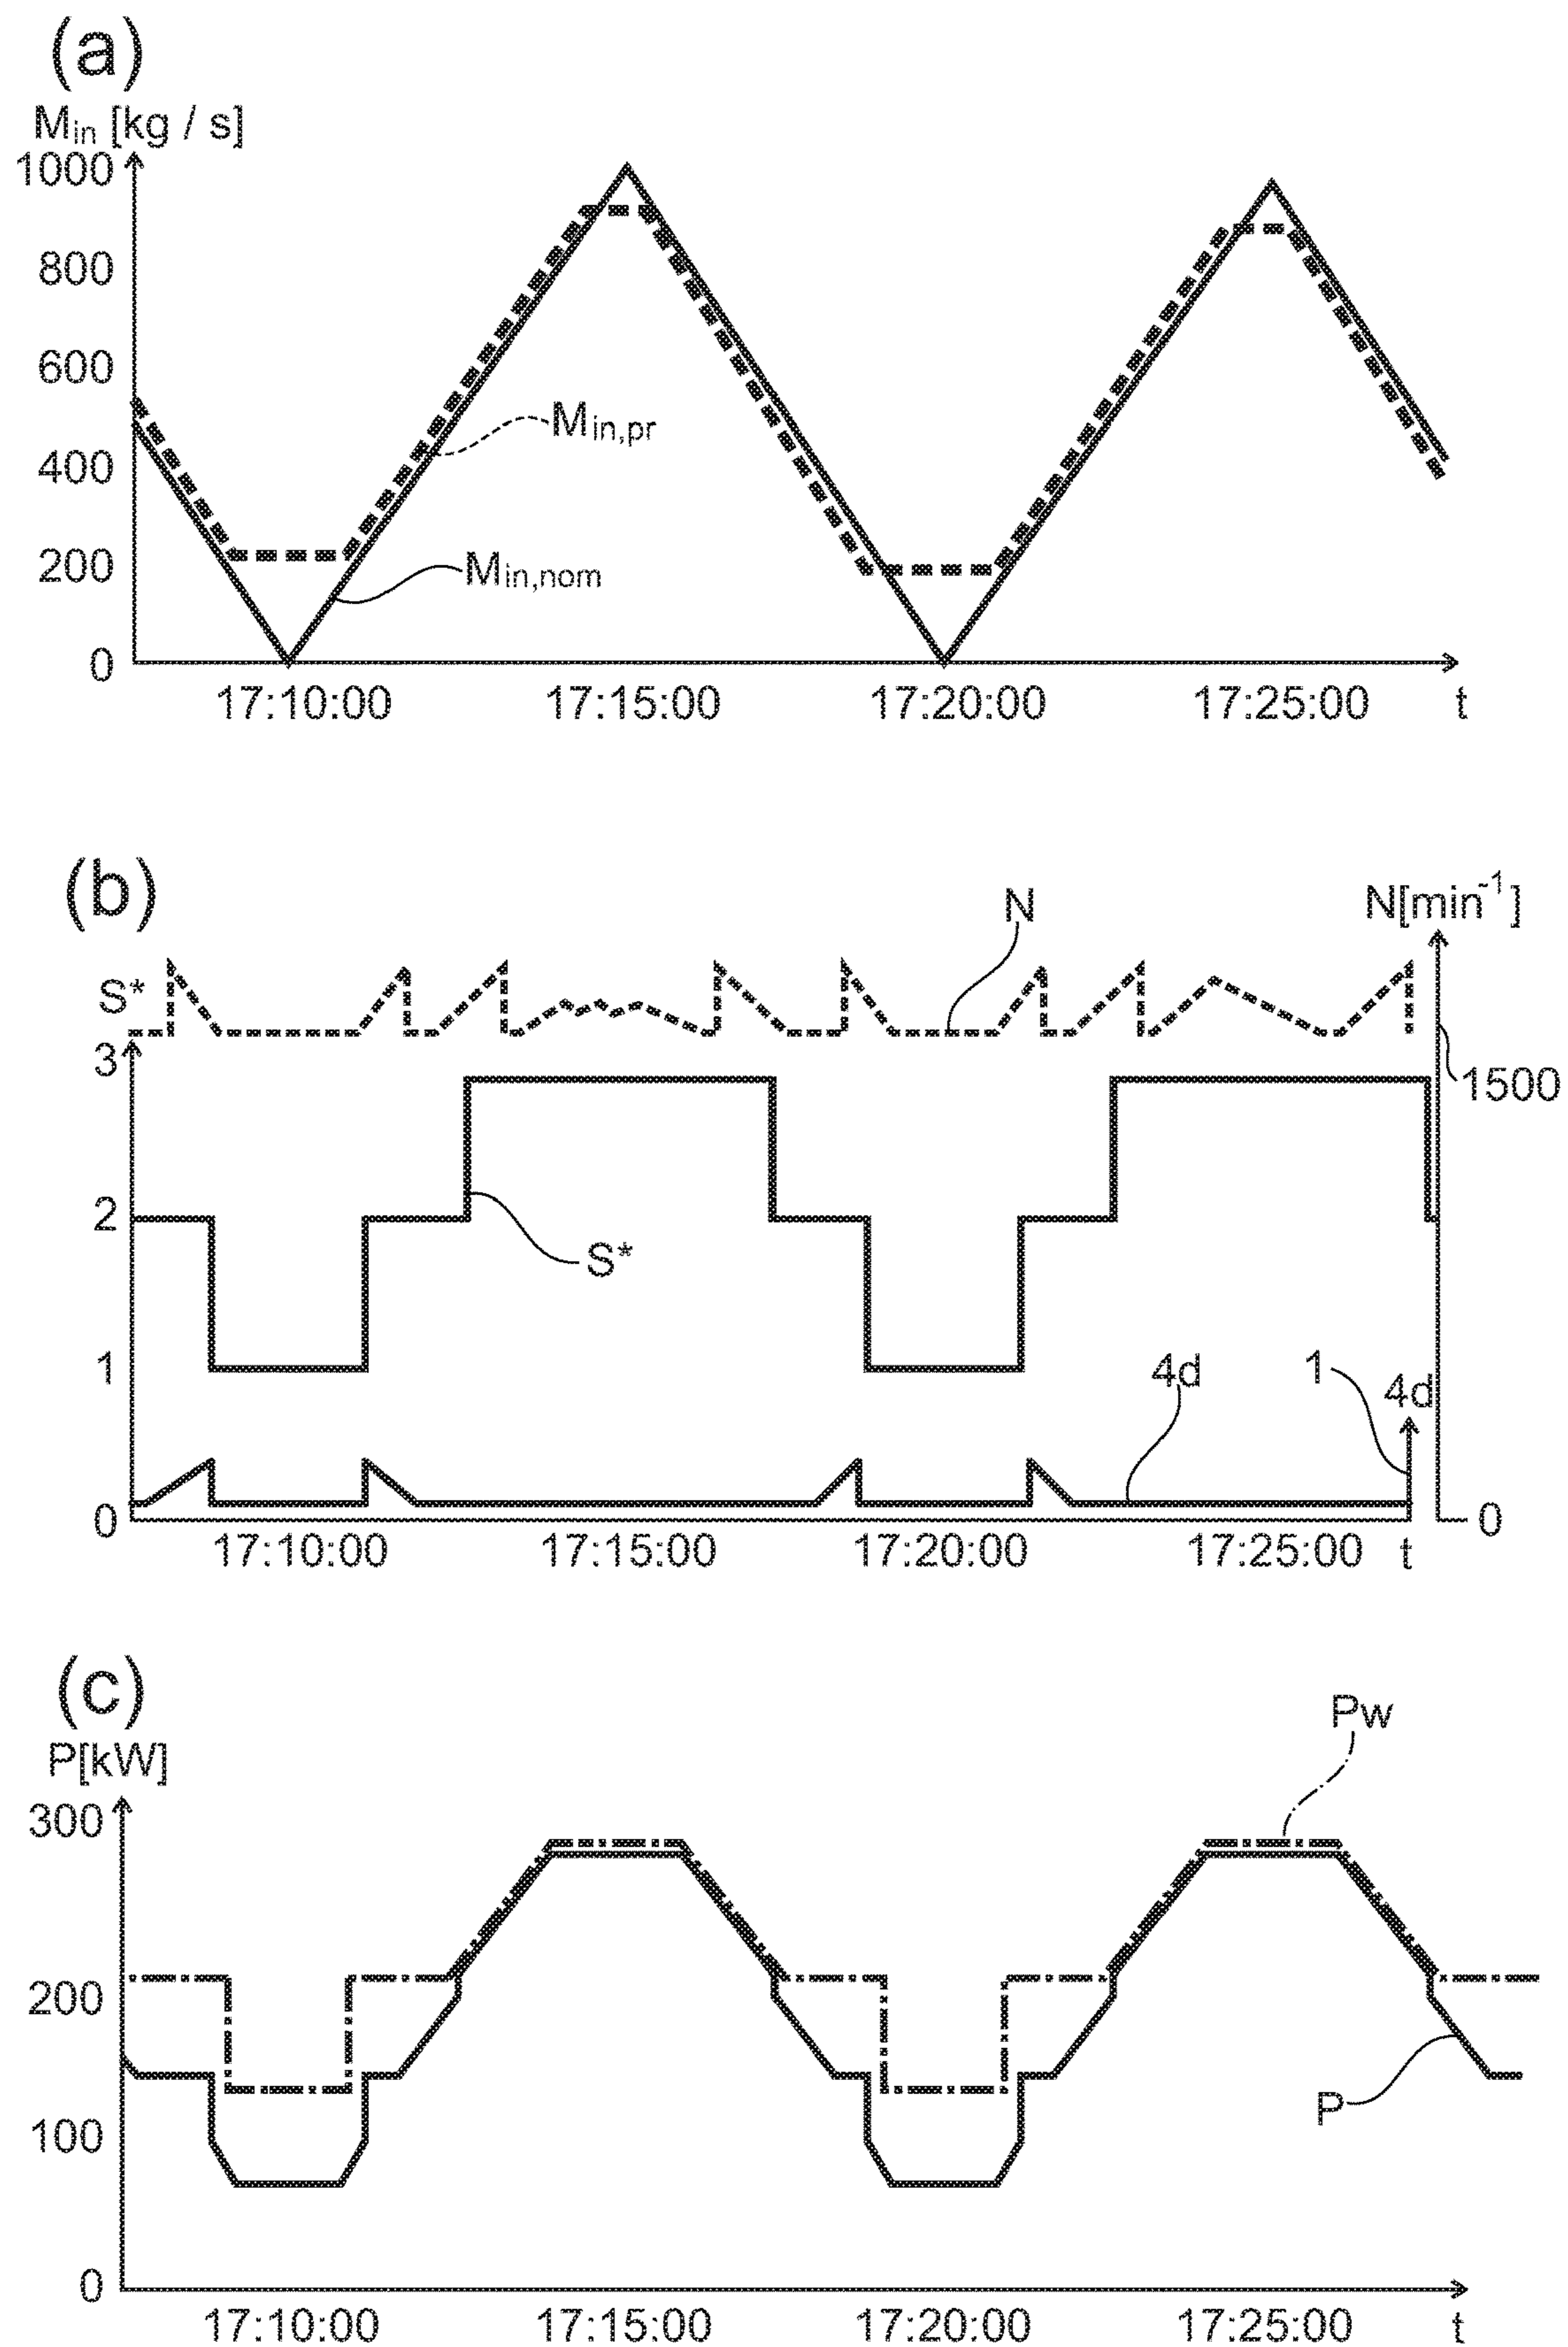 (a)
M_in [kg / s]
1000
800
600
400
200
0
M_in,pr
M_in,nom
17:10:00 17:15:00 17:20:00 17:25:00 t
(b)
N
N[min⁻¹]
S*
3
1500
2
S*
1
4d
1
4d
0
0
17:10:00 17:15:00 17:20:00 17:25:00 t
(c)
Pw
P[kW]
300
200
100
P
0
17:10:00 17:15:00 17:20:00 17:25:00 t